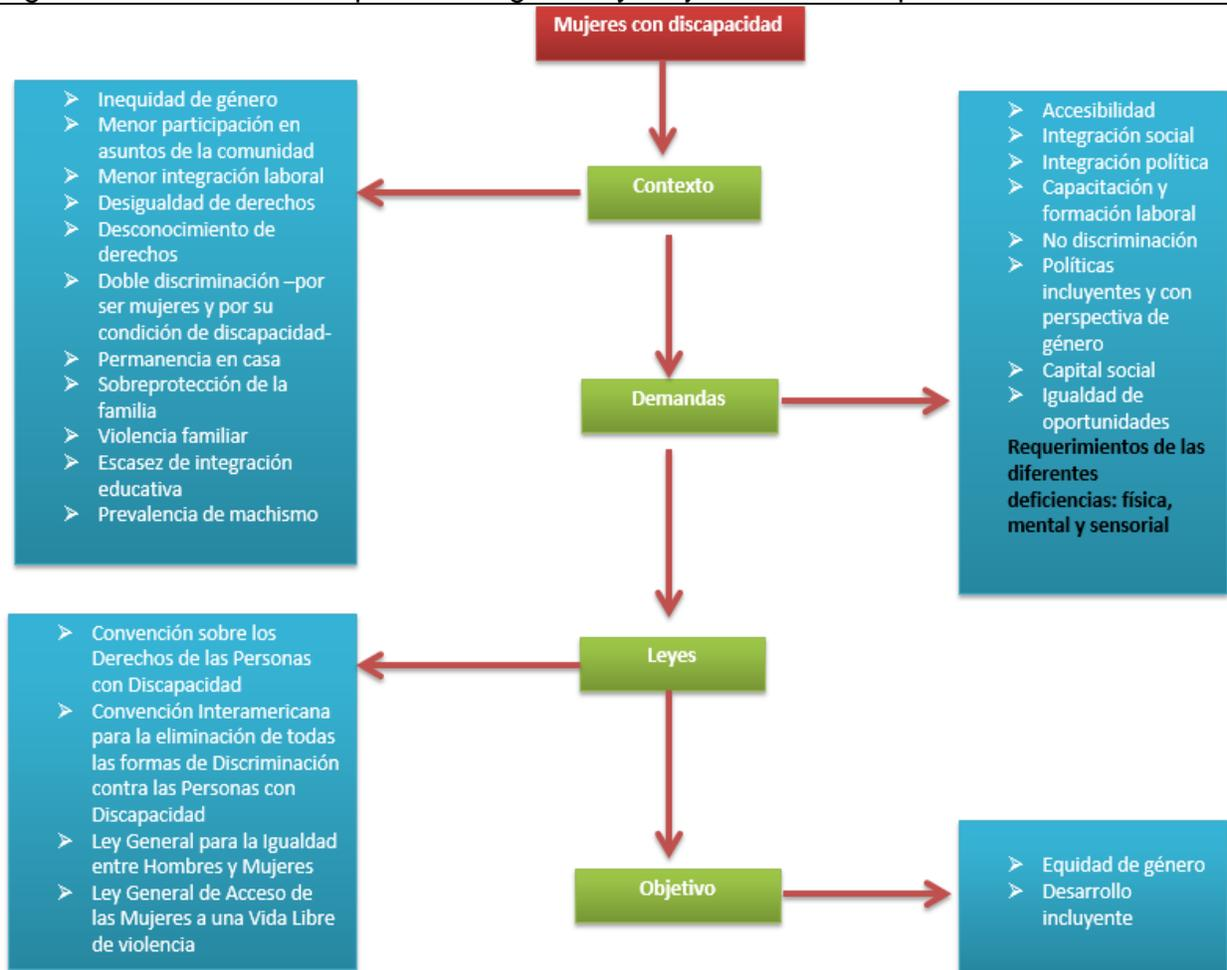 Mujeres con discapacidad
Contexto
➢ Inequidad de género
➢ Menor participación en
asuntos de la comunidad
➢ Menor integración laboral
➢ Desigualdad de derechos
➢ Desconocimiento de
derechos
➢ Doble discriminación –por
ser mujeres y por su
condición de discapacidad-
➢ Permanencia en casa
➢ Sobreprotección de la
familia
➢ Violencia familiar
➢ Escasez de integración
educativa
➢ Prevalencia de machismo
Demandas
➢ Accesibilidad
➢ Integración social
➢ Integración política
➢ Capacitación y
formación laboral
➢ No discriminación
➢ Políticas
incluyentes y con
perspectiva de
género
➢ Capital social
➢ Igualdad de
oportunidades
Requerimientos de las
diferentes
deficiencias: física,
mental y sensorial
Leyes
➢ Convención sobre los
Derechos de las Personas
con Discapacidad
➢ Convención Interamericana
para la eliminación de todas
las formas de Discriminación
contra las Personas con
Discapacidad
➢ Ley General para la Igualdad
entre Hombres y Mujeres
➢ Ley General de Acceso de
las Mujeres a una Vida Libre
de violencia
Objetivo
➢ Equidad de género
➢ Desarrollo
incluyente